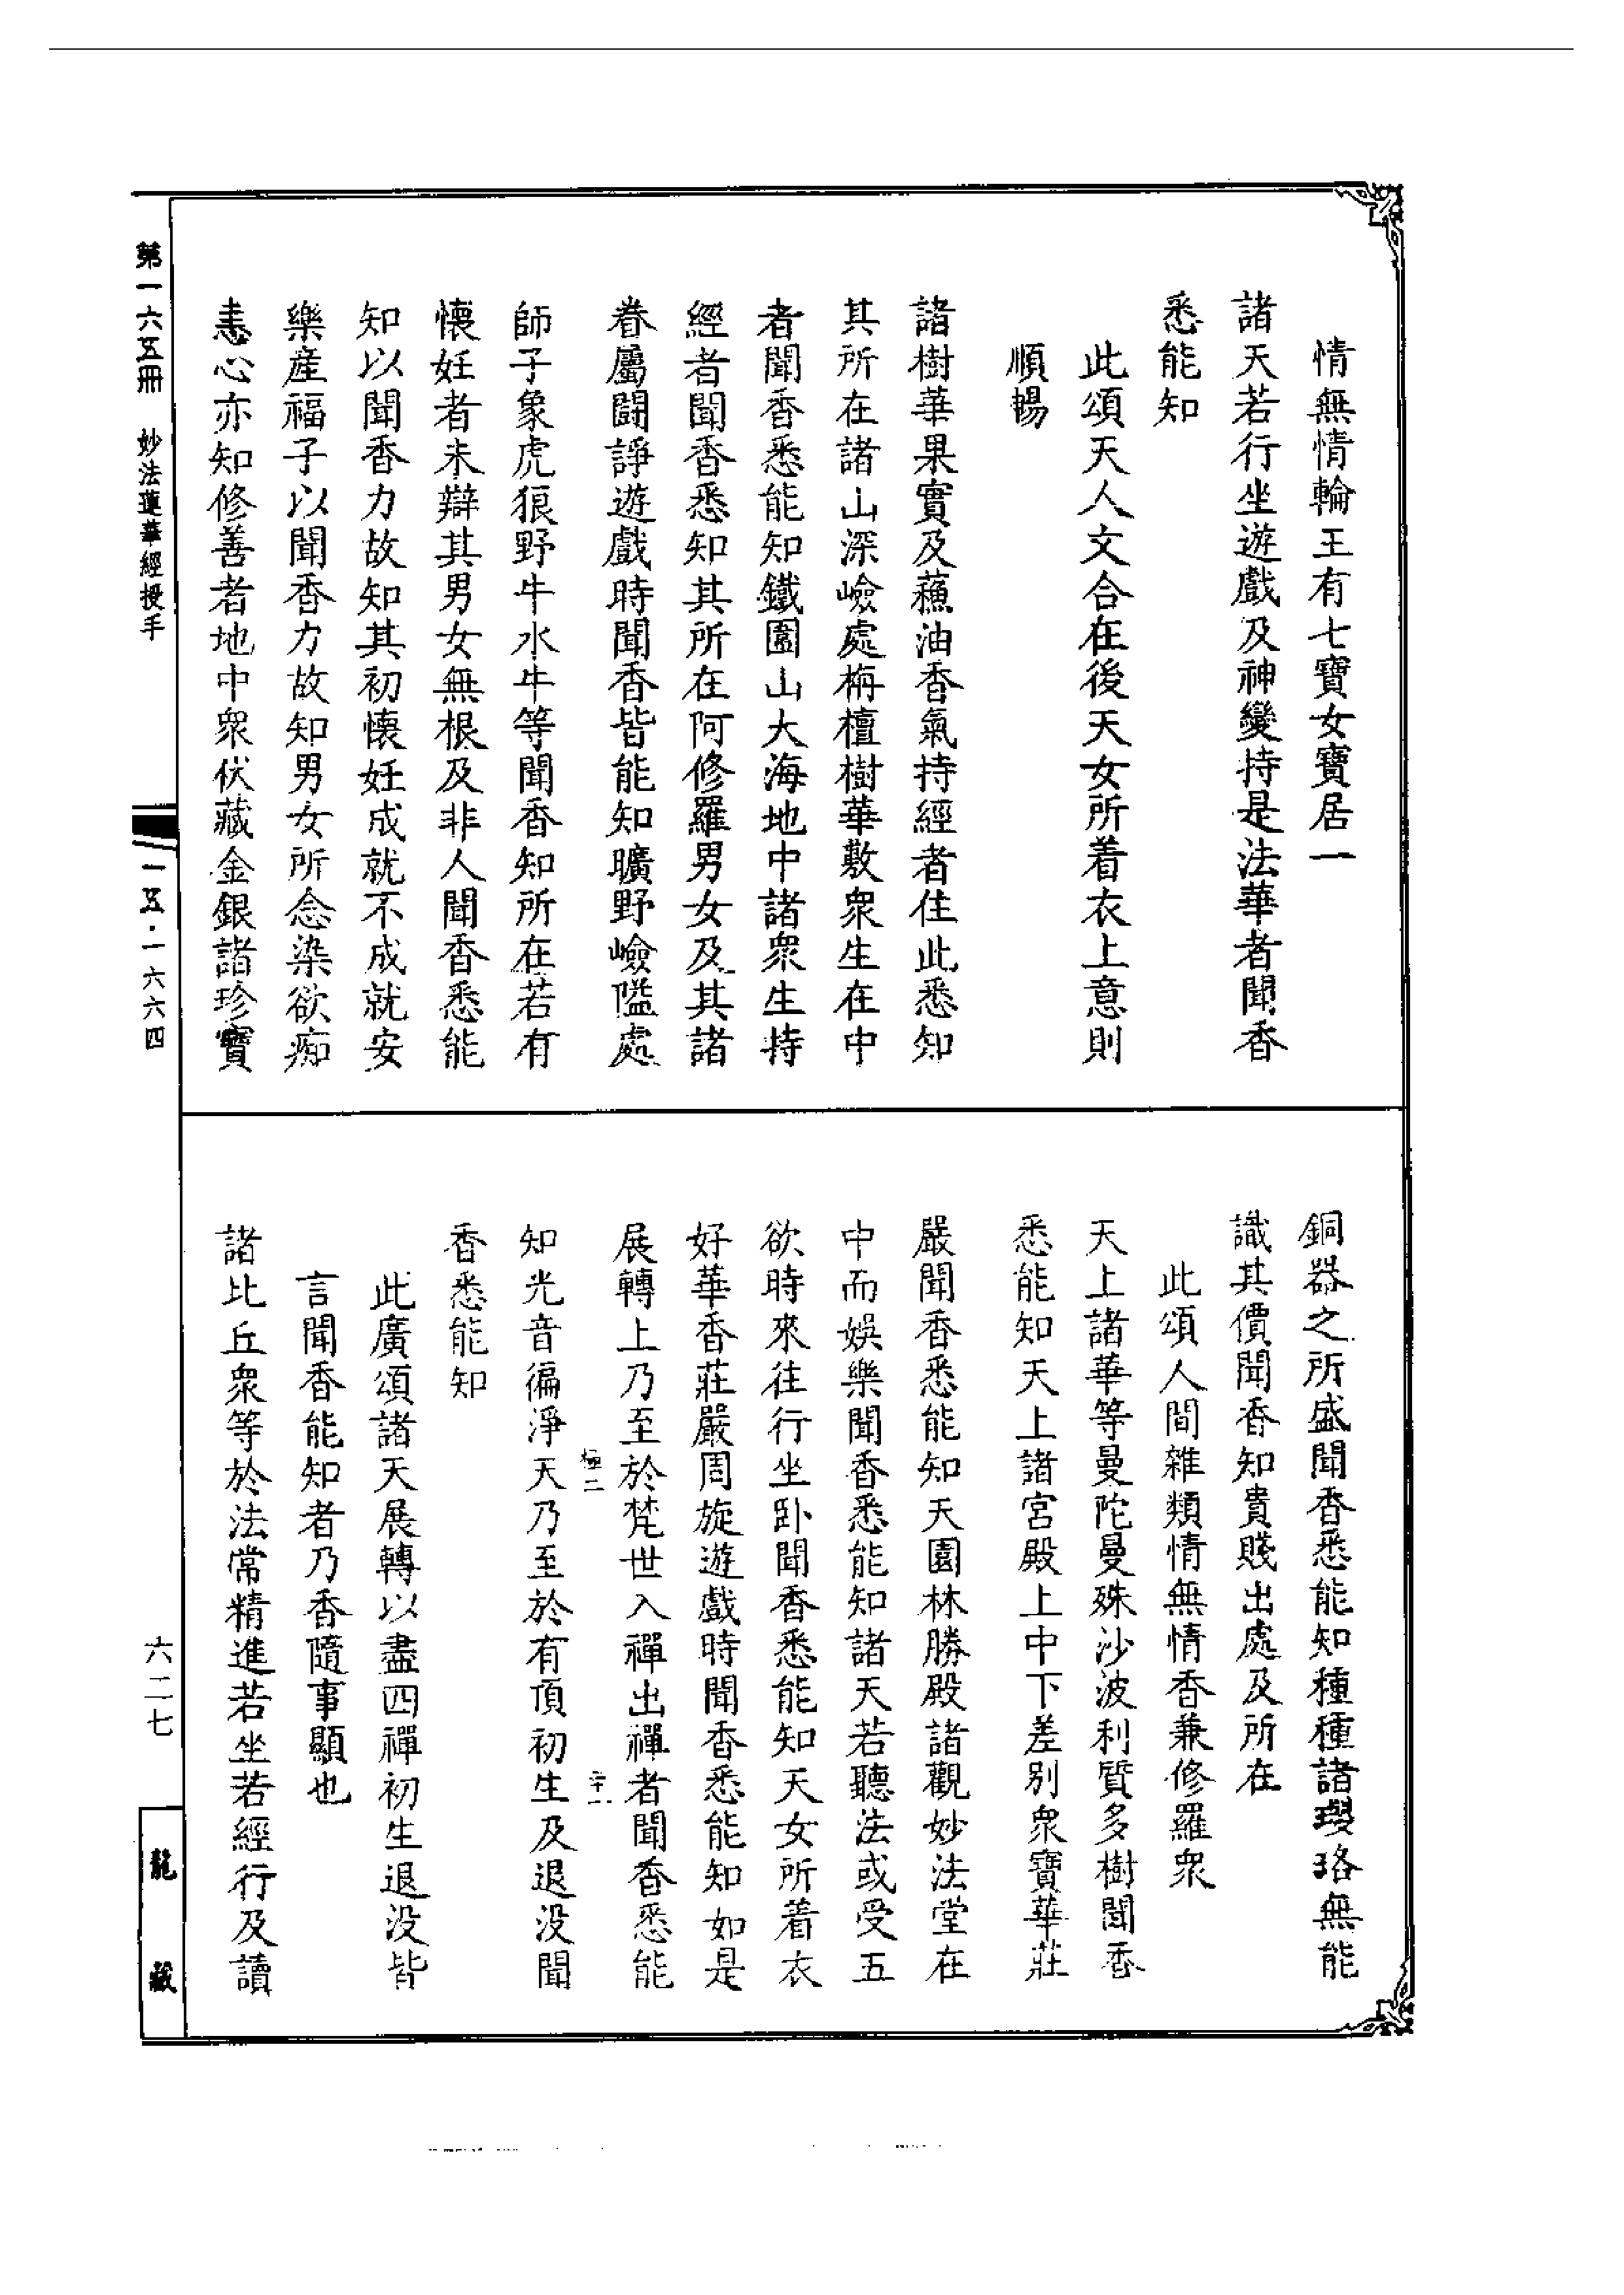 情無情輪王有七寶女寶居一
諸天若行坐遊戲及神變持是法華者聞香
悉能知
此頌天人文合在後天女所着衣上意則
順暢
諸樹華果實及蘓油香氣持經者住此悉知
其所在諸山深嶮處栴檀樹華敷衆生在中
者聞香悉能知鐵圍山大海地中諸衆生持
經者聞香悉知其所在阿修羅男女及其諸
眷屬鬪諍遊戲時聞香皆能知曠野嶮隘處
師子象虎狼野牛水牛等聞香知所在若有
懷妊者未辯其男女無根及非人聞香悉能
知以聞香力故知其初懷妊成就不成就安
樂産福子以聞香力故知男女所念染欲痴
恚心亦知修善者地中衆伏藏金銀諸珍寶
銅器之所盛聞香悉能知種種諸瓔珞無能
識其價聞香知貴賤出處及所在
此頌人間雜類情無情香兼修羅衆
天上諸華等曼陀曼殊沙波利質多樹聞香
悉能知天上諸宮殿上中下差別衆寶華莊
嚴聞香悉能知天園林勝殿諸觀妙法堂在
中而娛樂聞香悉能知諸天若聽法或受五
欲時來往行坐臥聞香悉能知天女所着衣
好華香莊嚴周旋遊戲時聞香悉能知如是
展轉上乃至於梵世入禪出禪者聞香悉能
知光音徧淨天乃至於有頂初生及退沒聞
香悉能知
此廣頌諸天展轉以盡四禪初生退沒皆
言聞香能知者乃香隨事顯也
諸比丘衆等於法常精進若坐若經行及讀
第一六五冊　妙法蓮華經授手
一五·一六六四
六二七
龍藏